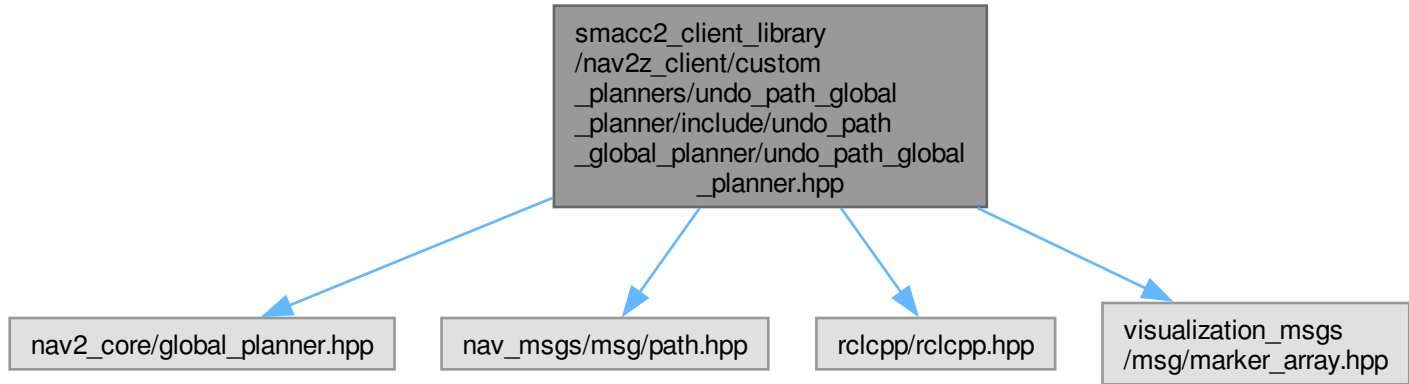 smacc2_client_library
/nav2z_client/custom
_planners/undo_path_global
_planner/include/undo_path
_global_planner/undo_path_global
_planner.hpp
nav2_core/global_planner.hpp
nav_msgs/msg/path.hpp
rclcpp/rclcpp.hpp
visualization_msgs
/msg/marker_array.hpp